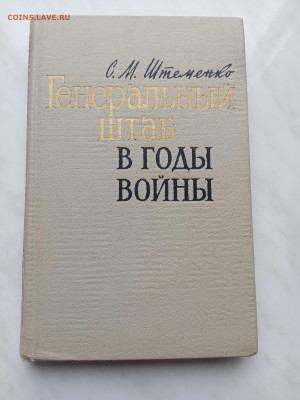 COINS.LAVE.RU
С. М. Штеменко
Генеральный
штаб
В ГОДЫ
ВОЙНЫ